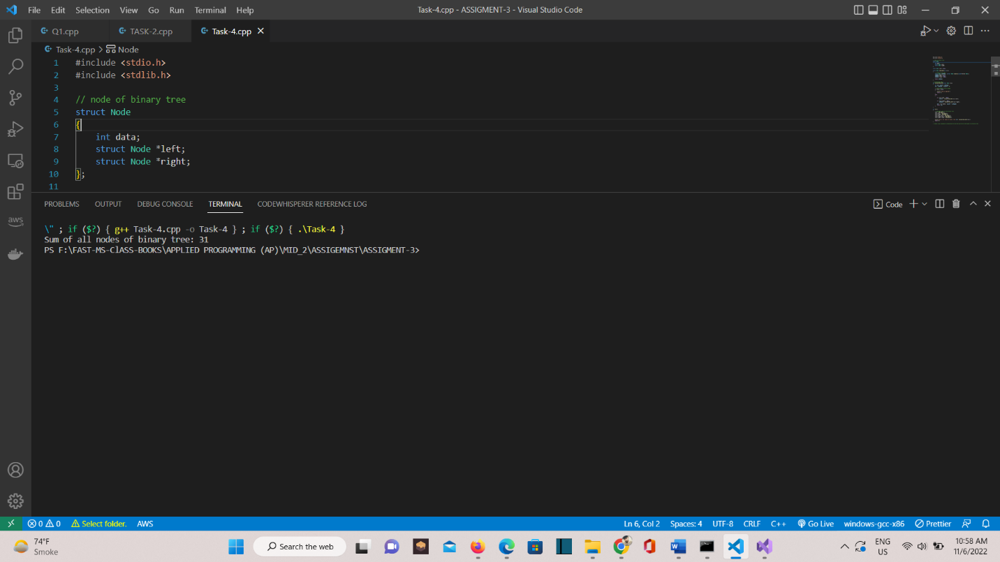 File Edit Selection View Go Run Terminal Help
Task-4.cpp - ASSIGMENT-3 - Visual Studio Code
Q1.cpp TASK-2.cpp Task-4.cpp
Task-4.cpp > Node
1 #include <stdio.h>
2 #include <stdlib.h>
3
4 // node of binary tree
5 struct Node
6 {
7 int data;
8 struct Node *left;
9 struct Node *right;
10 };
11
PROBLEMS OUTPUT DEBUG CONSOLE TERMINAL CODEWHISPERER REFERENCE LOG
Code
\" ; if ($?) { g++ Task-4.cpp -o Task-4 } ; if ($?) { .\Task-4 }
Sum of all nodes of binary tree: 31
PS F:\FAST-MS-ClASS-BOOKS\APPLIED PROGRAMMING (AP)\MID_2\ASSIGEMNST\ASSIGMENT-3>
aws
0 0 Select folder. AWS
Ln 6, Col 2 Spaces: 4 UTF-8 CRLF C++ Go Live windows-gcc-x86 Prettier
74°F
Smoke
Search the web
ENG
US
10:58 AM
11/6/2022